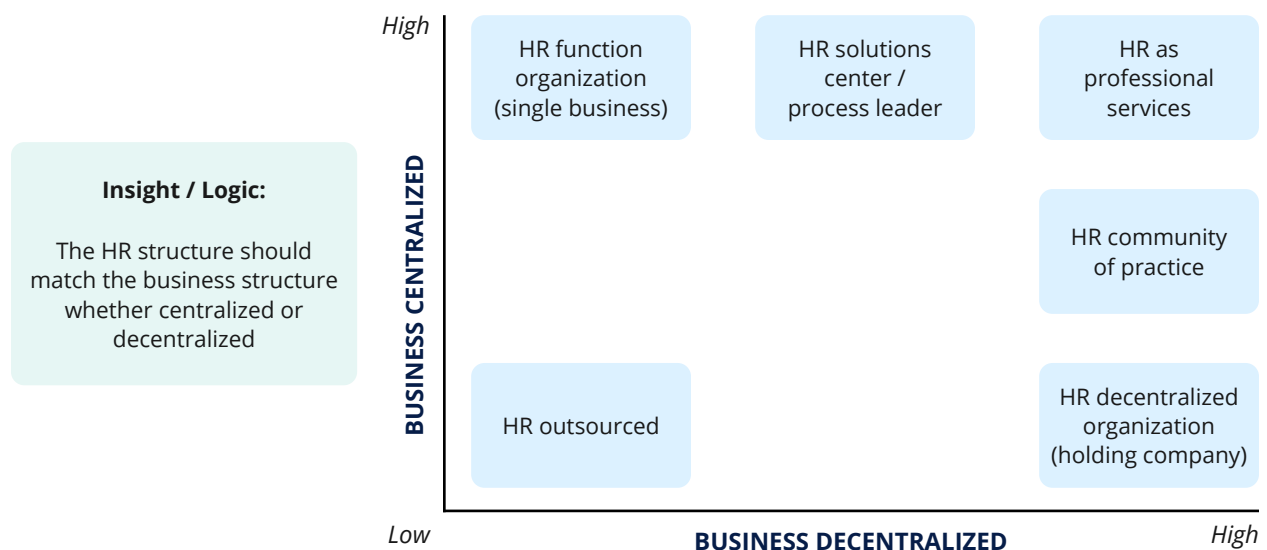 High
HR function
organization
(single business)
HR solutions
center /
process leader
HR as
professional
services
Insight / Logic:
The HR structure should
match the business structure
whether centralized or
decentralized
BUSINESS CENTRALIZED
HR community
of practice
HR outsourced
HR decentralized
organization
(holding company)
Low
BUSINESS DECENTRALIZED
High